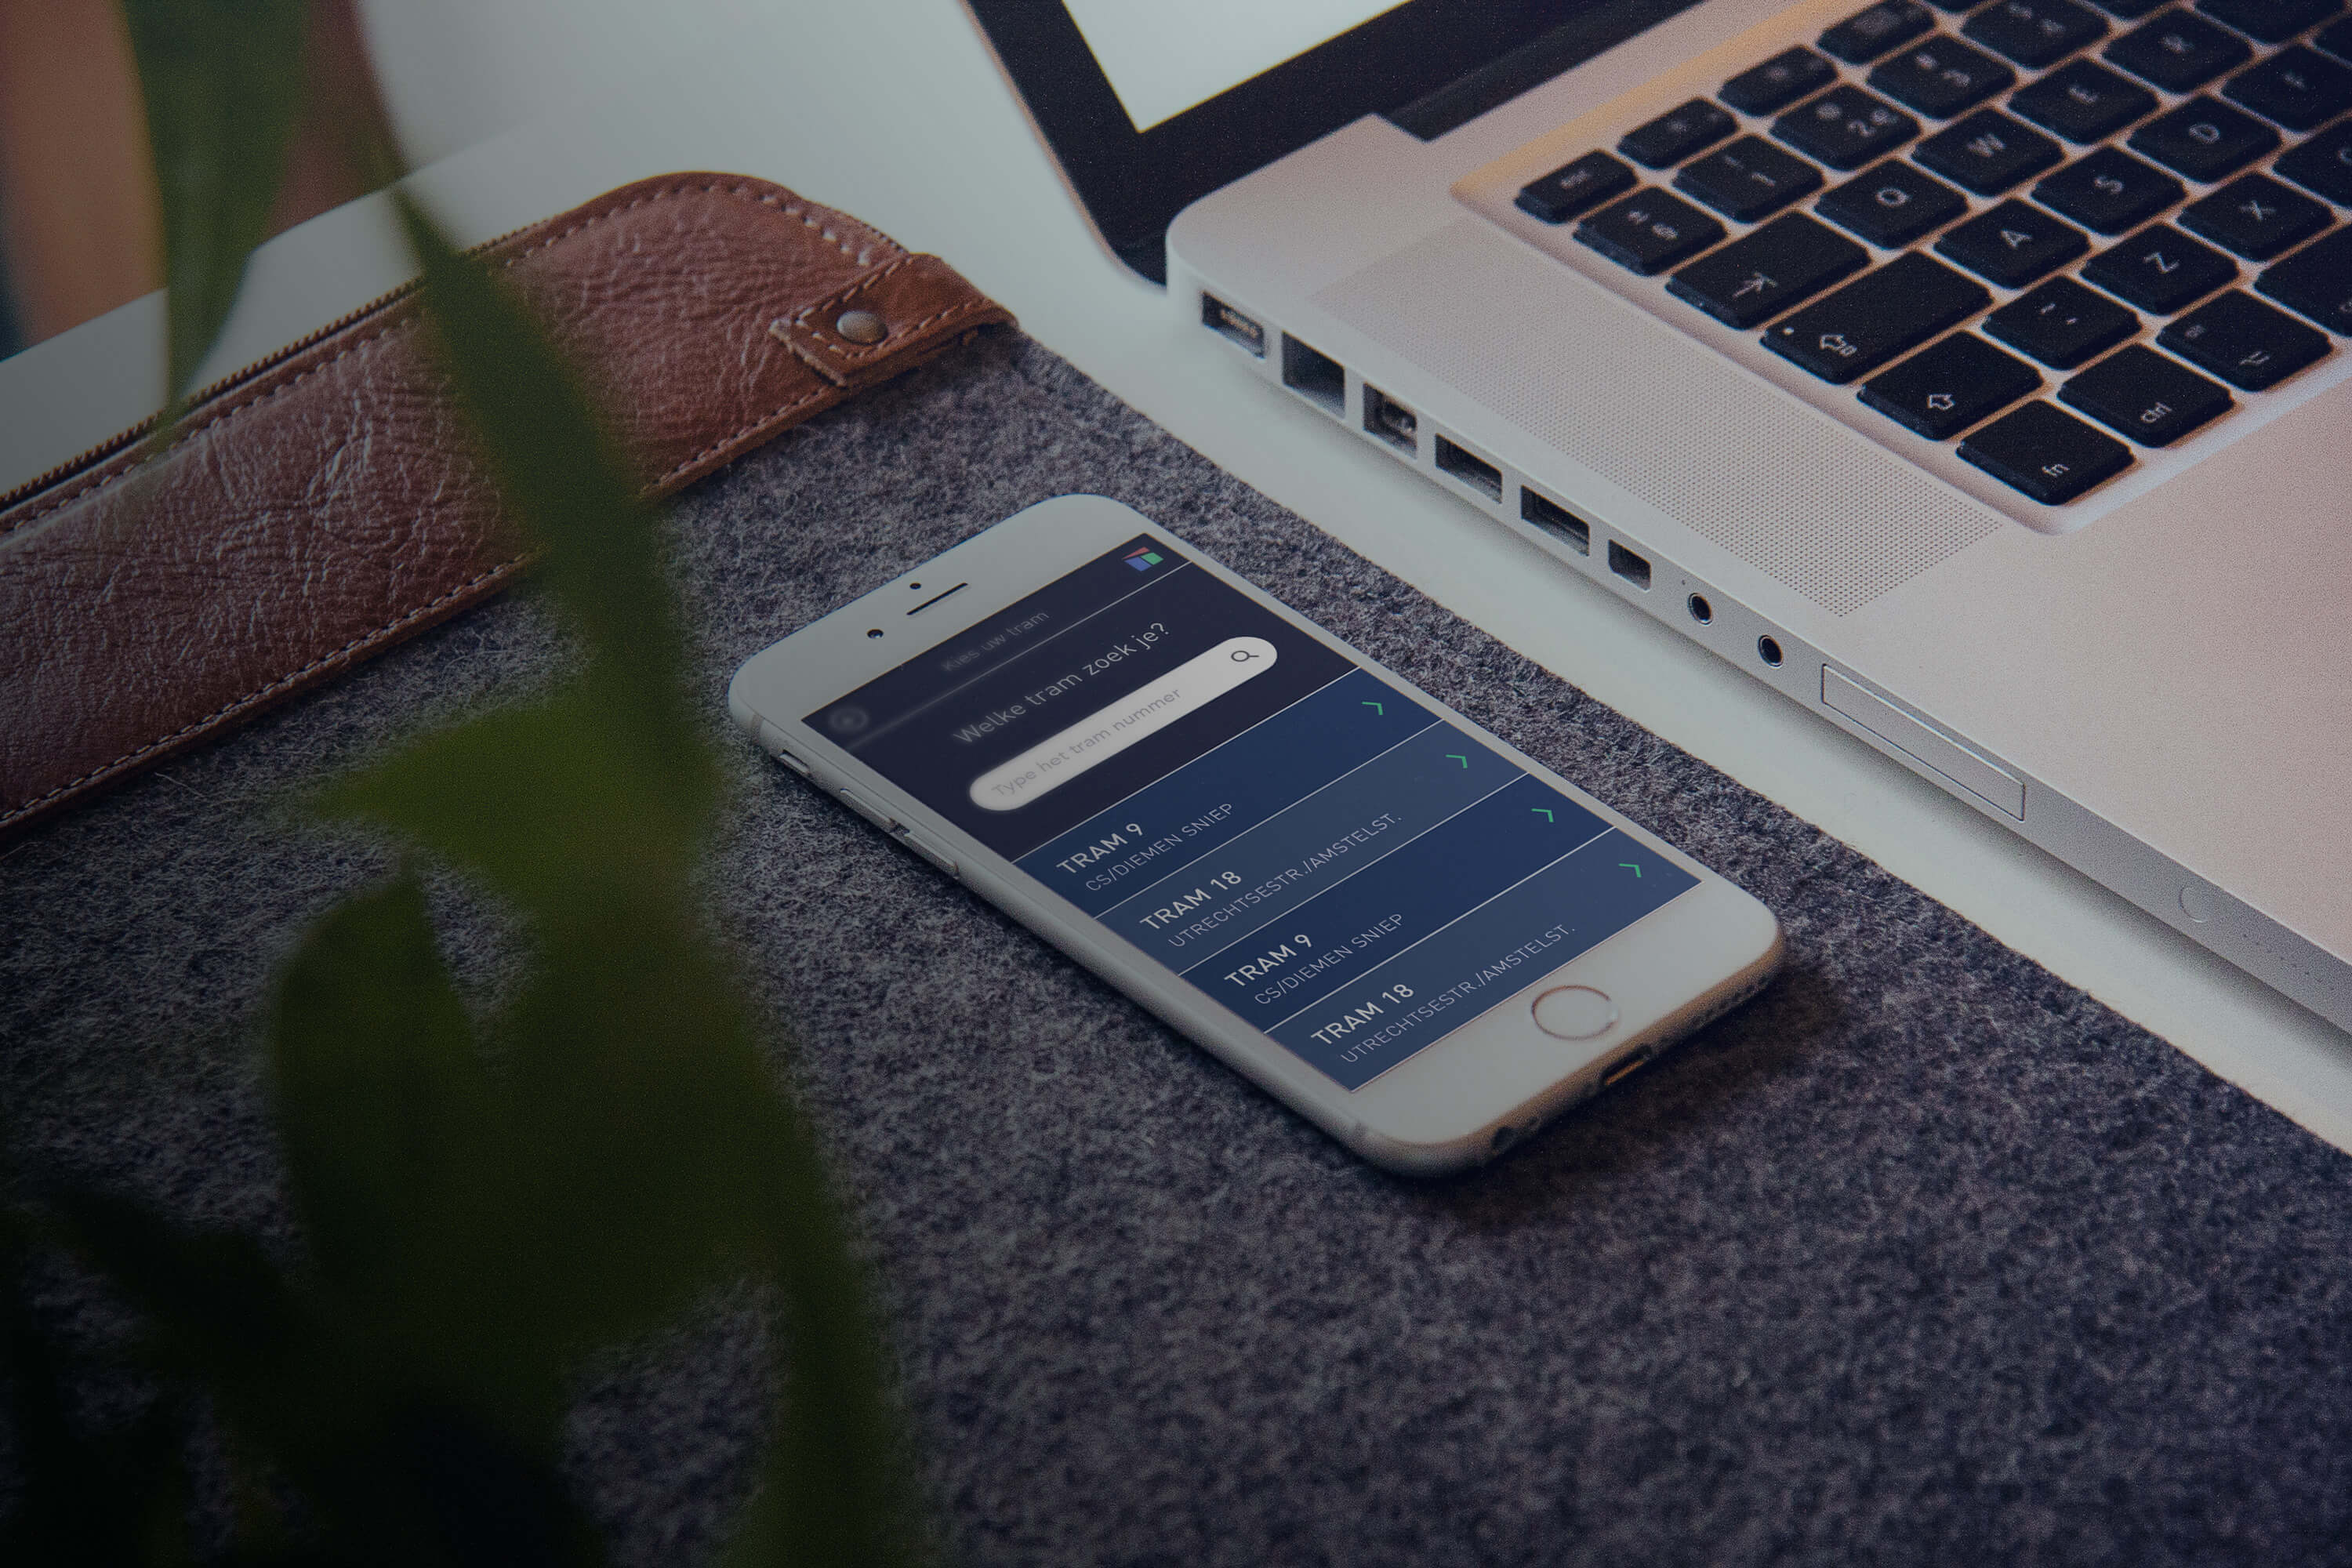 Kies uw tram
Welke tram zoek je?
Type het tram nummer
TRAM 9
CS/DIEMEN SNIEP
TRAM 18
UTRECHTSESTR./AMSTELST.
TRAM 9
CS/DIEMEN SNIEP
TRAM 18
UTRECHTSESTR./AMSTELST.
esc
1
2 €
Q
W
E
R
A
S
D
Z
X
fn
ctrl
alt